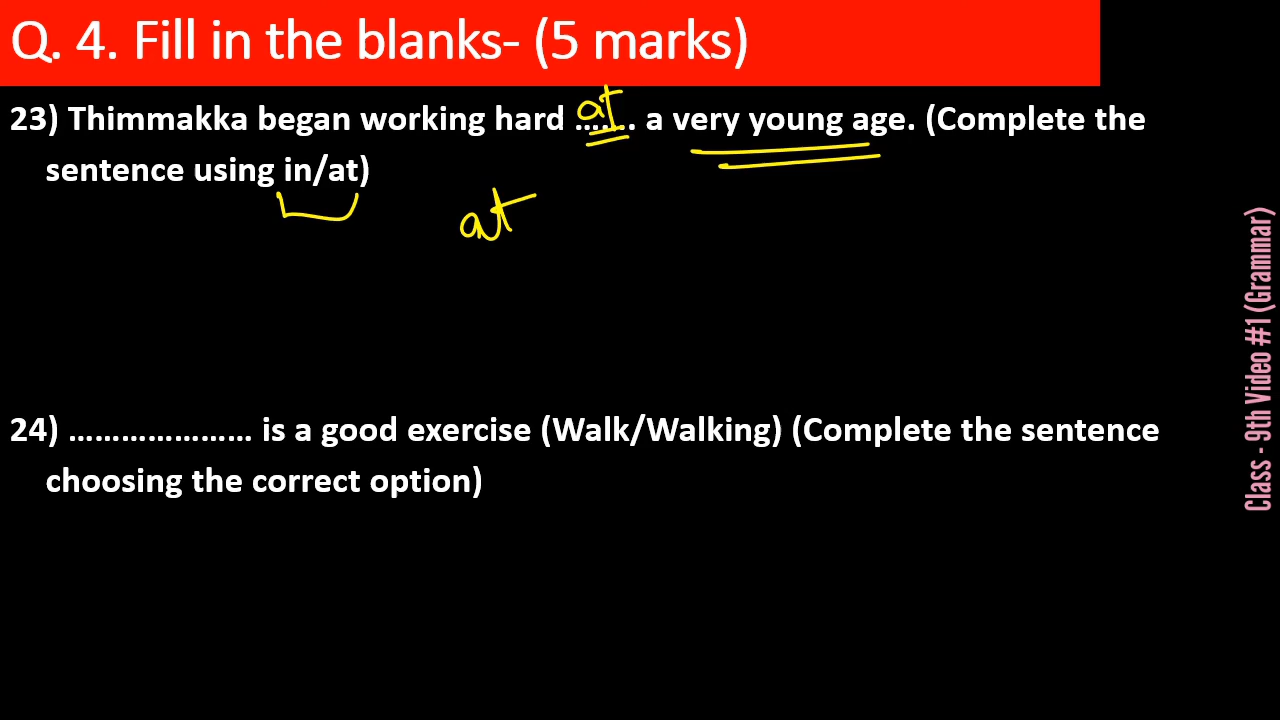 Q. 4. Fill in the blanks- (5 marks)
at
23) Thimmakka began working hard ....... a very young age. (Complete the
sentence using in/at)
at
24) ..................... is a good exercise (Walk/Walking) (Complete the sentence
choosing the correct option)
Class - 9th Video #1 (Grammar)